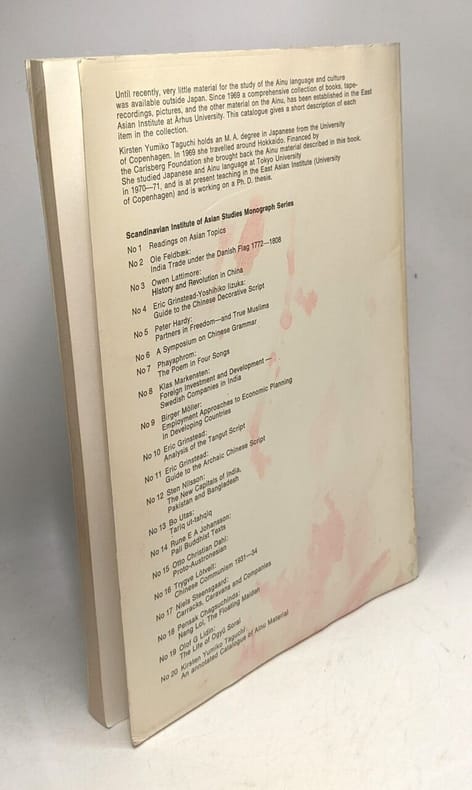 Until recently, very little material for the study of the Ainu language and culture
was available outside Japan. Since 1969 a comprehensive collection of books, tape-
recordings, pictures, and the other material on the Ainu, has been established in the East
Asian Institute at Århus University. This catalogue gives a short description of each
item in the collection.
Kirsten Yumiko Taguchi holds an M. A. degree in Japanese from the University
of Copenhagen. In 1969 she travelled around Hokkaido. Financed by
the Carlsberg Foundation she brought back the Ainu material described in this book.
She studied Japanese and Ainu language at Tokyo University
in 1970—71, and is at present teaching in the East Asian Institute (University
of Copenhagen) and is working on a Ph. D. thesis.
Scandinavian Institute of Asian Studies Monograph Series
No 1 Readings on Asian Topics
No 2 Ole Feldbæk:
India Trade under the Danish Flag 1772—1808
No 3 Owen Lattimore:
History and Revolution in China
No 4 Eric Grinstead-Yoshihiko Iizuka:
Guide to the Chinese Decorative Script
No 5 Peter Hardy:
Partners in Freedom—and True Muslims
No 6 A Symposium on Chinese Grammar
No 7 Phayaphrom:
The Poem in Four Songs
No 8 Klas Markensten:
Foreign Investment and Development —
Swedish Companies in India
No 9 Birger Möller:
Employment Approaches to Economic Planning
in Developing Countries
No 10 Eric Grinstead:
Analysis of the Tangut Script
No 11 Eric Grinstead:
Guide to the Archaic Chinese Script
No 12 Sten Nilsson:
The New Capitals of India,
Pakistan and Bangladesh
No 13 Bo Utas:
Tariq ut-tahqiq
No 14 Rune E A Johansson:
Pali Buddhist Texts
No 15 Otto Christian Dahl:
Proto-Austronesian
No 16 Trygve Lötveit:
Chinese Communism 1931—34
No 17 Niels Steensgaard:
Carracks, Caravans and Companies
No 18 Pensak Chagsuchinda:
Nang Loi, The Floating Maiden
No 19 Olof G Lidin:
The Life of Ogyū Sorai
No 20 Kirsten Yumiko Taguchi:
An annotated Catalogue of Ainu Material